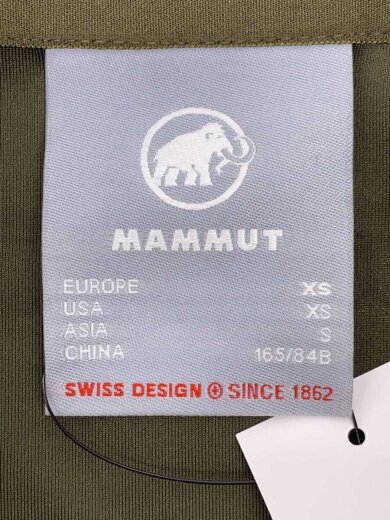 MAMMUT
EUROPE XS
USA XS
ASIA S
CHINA 165/84B
SWISS DESIGN SINCE 1862